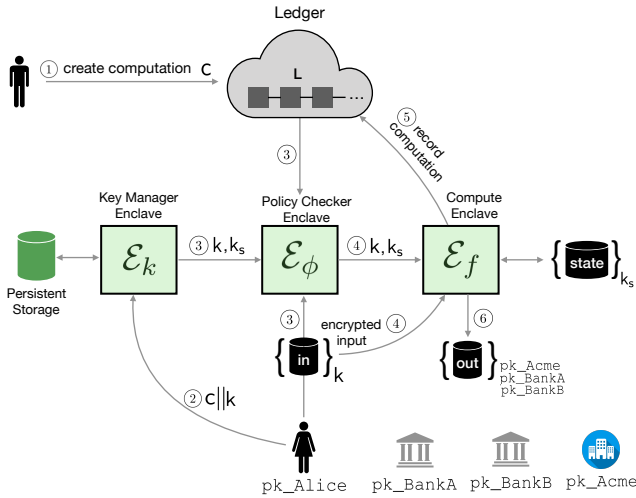 Ledger
① create computation C
L
...
⑤ record
computation
③
Key Manager
Enclave
Policy Checker
Enclave
Compute
Enclave
ℰk
③ k, ks
ℰϕ
④ k, ks
ℰf
{state}ks
Persistent
Storage
③
encrypted
input
④
⑥
{in}k
{out}
pk_Acme
pk_BankA
pk_BankB
② C||k
pk_Alice
pk_BankA
pk_BankB
pk_Acme